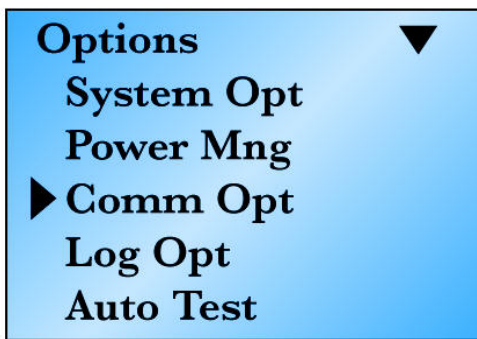 Options
System Opt
Power Mng
Comm Opt
Log Opt
Auto Test